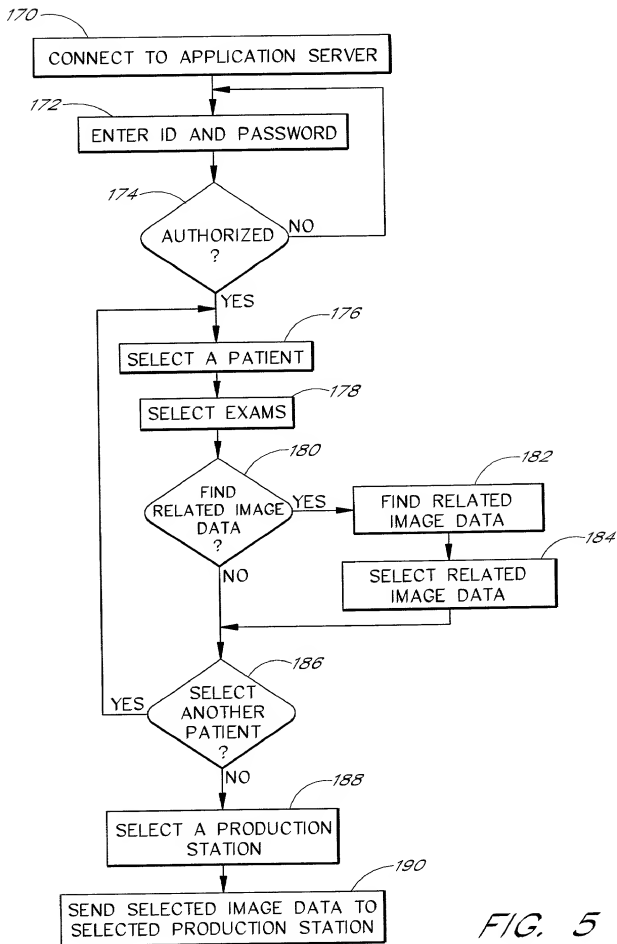 170
CONNECT TO APPLICATION SERVER
172
ENTER ID AND PASSWORD
174
AUTHORIZED
?
NO
YES
176
SELECT A PATIENT
178
SELECT EXAMS
180
FIND
RELATED IMAGE
DATA
?
YES
182
FIND RELATED
IMAGE DATA
184
SELECT RELATED
IMAGE DATA
NO
186
SELECT
ANOTHER
PATIENT
?
YES
NO
188
SELECT A PRODUCTION
STATION
190
SEND SELECTED IMAGE DATA TO
SELECTED PRODUCTION STATION
FIG. 5